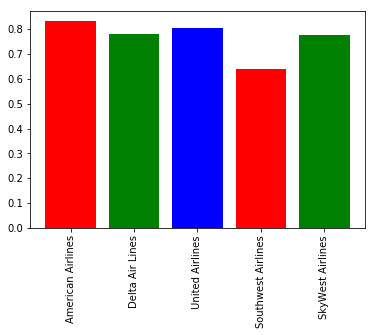 0.8
0.7
0.6
0.5
0.4
0.3
0.2
0.1
0.0
American Airlines
Delta Air Lines
United Airlines
Southwest Airlines
SkyWest Airlines